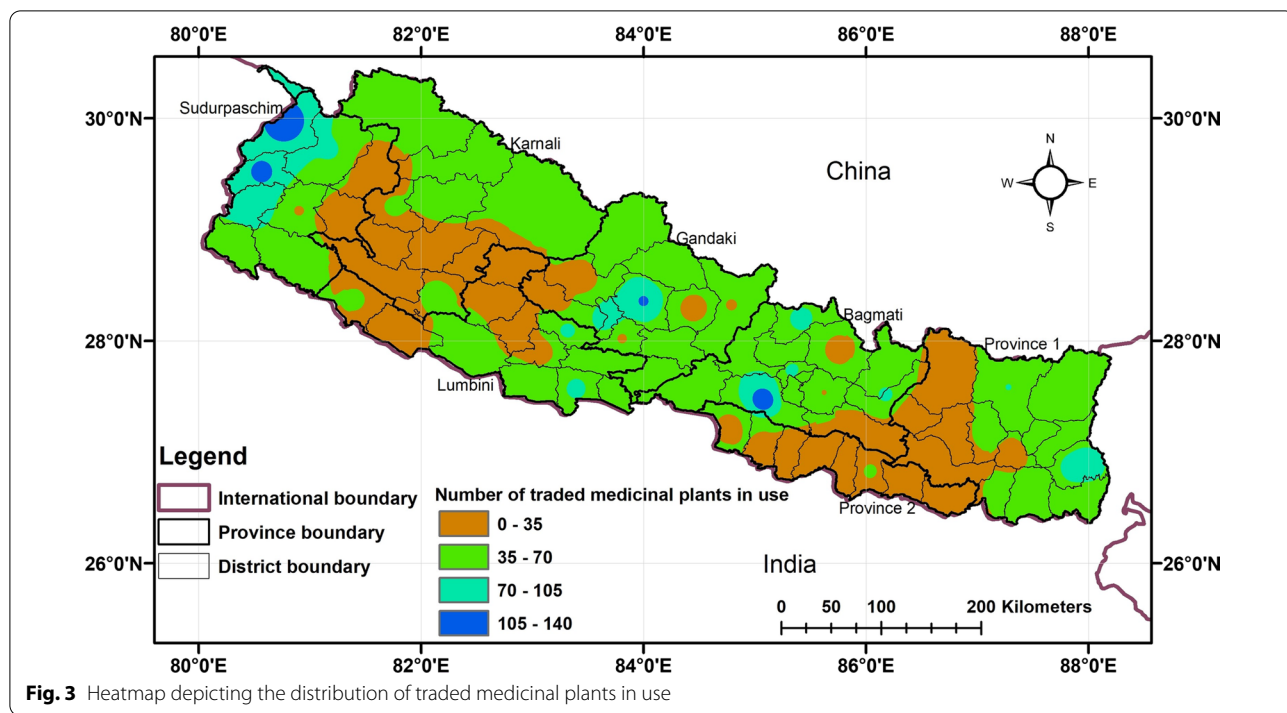 80°0'E 82°0'E 84°0'E 86°0'E 88°0'E
Sudurpaschim
30°0'N 30°0'N
Karnali
China
N
W E
S
Gandaki
Bagmati
28°0'N 28°0'N
Province 1
Lumbini
Legend
International boundary
Province boundary
District boundary
Number of traded medicinal plants in use
0 - 35
35 - 70
70 - 105
105 - 140
Province 2
India
26°0'N 26°0'N
0 50 100 200 Kilometers
80°0'E 82°0'E 84°0'E 86°0'E 88°0'E
Fig. 3 Heatmap depicting the distribution of traded medicinal plants in use